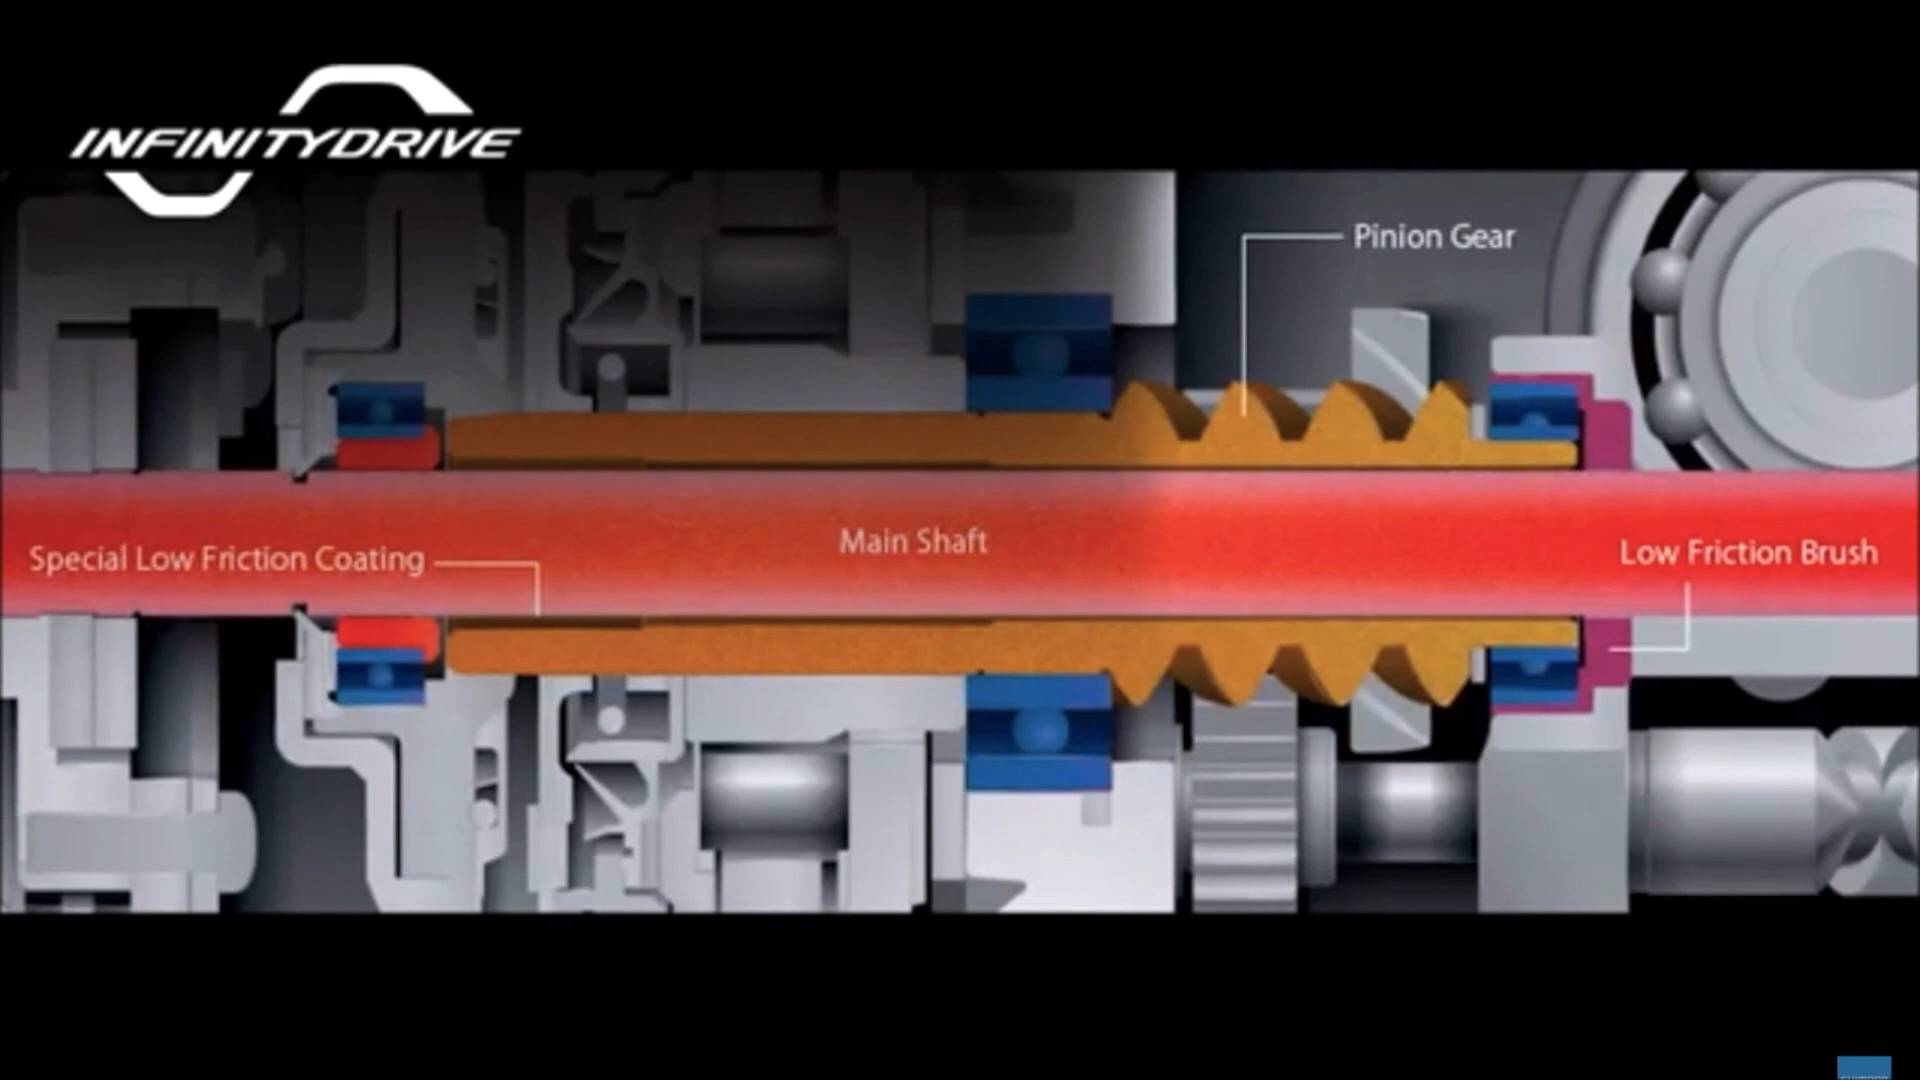 INFINITYDRIVE
Pinion Gear
Main Shaft
Special Low Friction Coating
Low Friction Brush